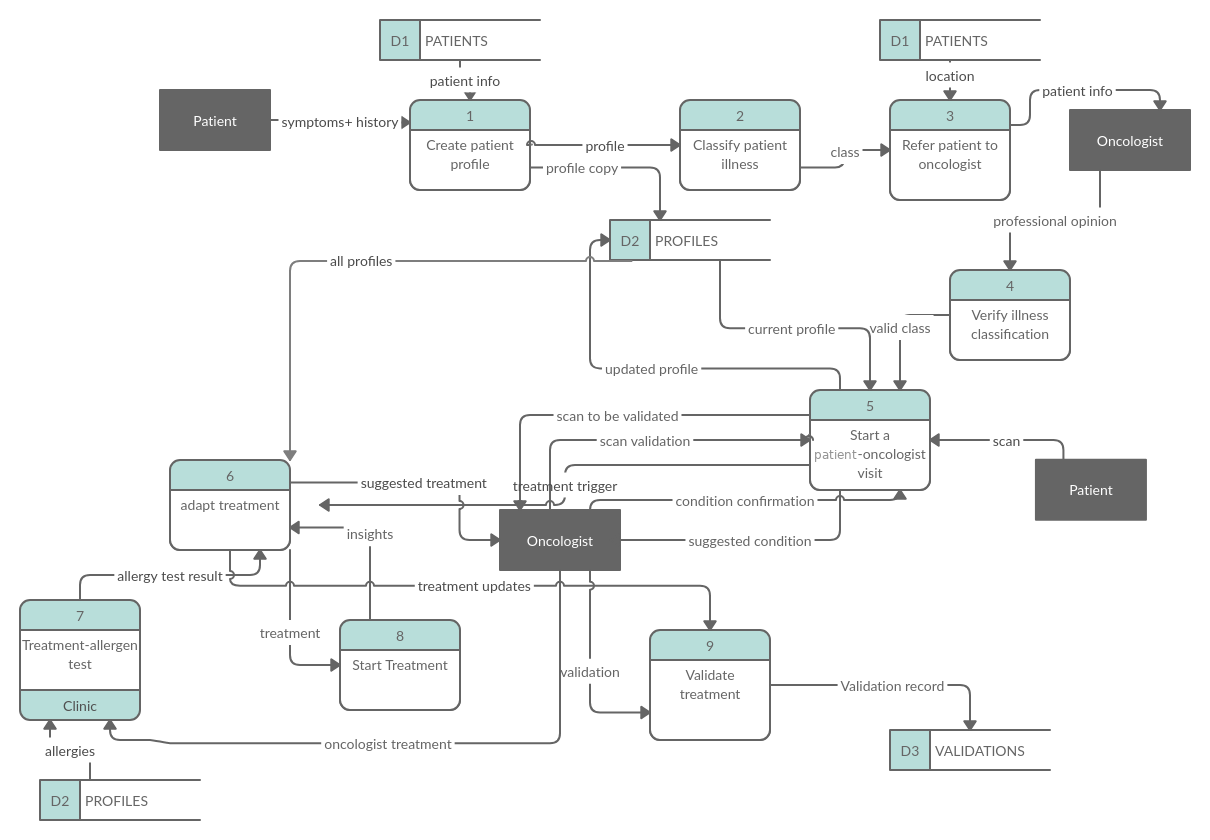 D1 PATIENTS
D1 PATIENTS
patient info
location
patient info
Patient
symptoms+ history
1
Create patient
profile
profile
profile copy
2
Classify patient
illness
class
3
Refer patient to
oncologist
Oncologist
professional opinion
D2 PROFILES
all profiles
4
Verify illness
classification
current profile
valid class
updated profile
5
Start a
patient-oncologist
visit
scan to be validated
scan validation
scan
Patient
6
adapt treatment
suggested treatment
treatment trigger
condition confirmation
insights
Oncologist
suggested condition
allergy test result
treatment updates
7
Treatment-allergen
test
Clinic
treatment
8
Start Treatment
validation
9
Validate
treatment
Validation record
oncologist treatment
allergies
D3 VALIDATIONS
D2 PROFILES